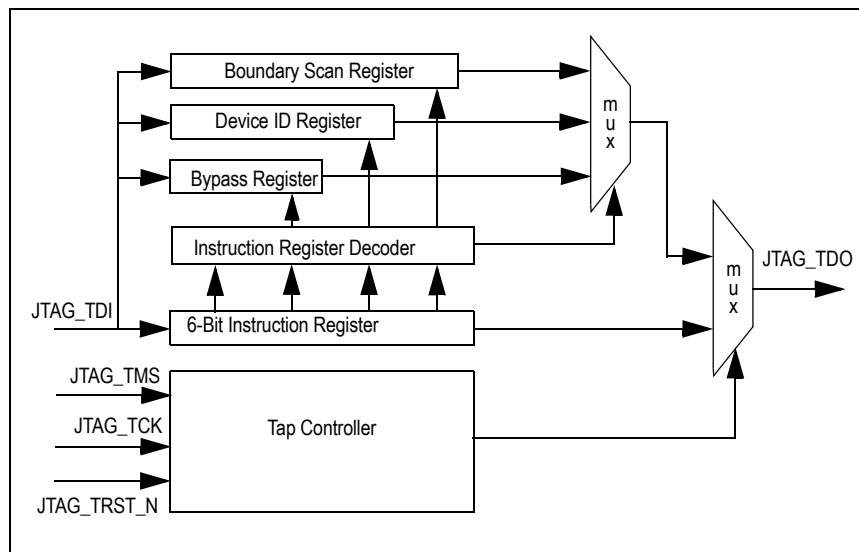 Boundary Scan Register
Device ID Register
Bypass Register
Instruction Register Decoder
6-Bit Instruction Register
m
u
x
m
u
x
JTAG_TDO
JTAG_TDI
JTAG_TMS
JTAG_TCK
JTAG_TRST_N
Tap Controller